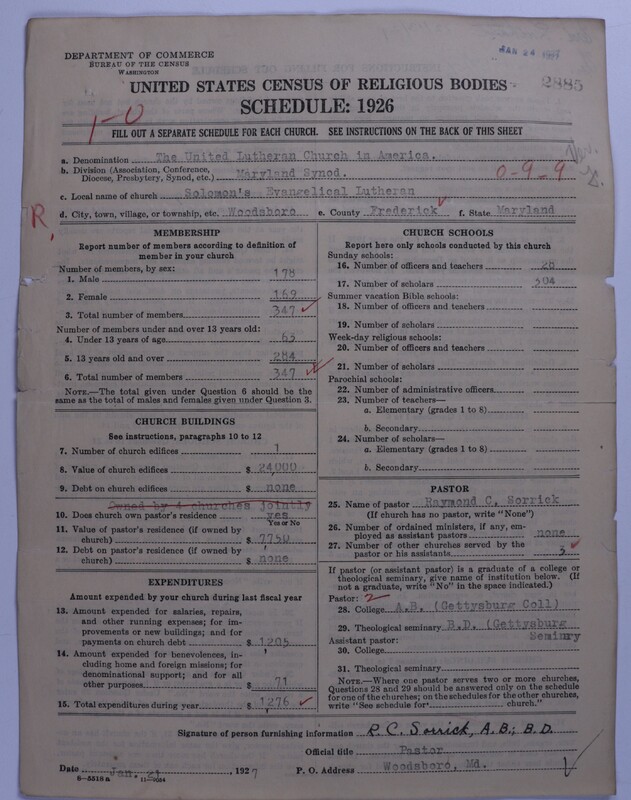 DEPARTMENT OF COMMERCE
BUREAU OF THE CENSUS
WASHINGTON
JAN 24 1927
2885
UNITED STATES CENSUS OF RELIGIOUS BODIES
SCHEDULE: 1926
1-0
FILL OUT A SEPARATE SCHEDULE FOR EACH CHURCH. SEE INSTRUCTIONS ON THE BACK OF THIS SHEET
a. Denomination The United Lutheran Church in America.
b. Division (Association, Conference, Diocese, Presbytery, Synod, etc.) Maryland Synod.
0-9-9
c. Local name of church Solomon's Evangelical Lutheran
d. City, town, village, or township, etc. Woodsboro e. County Frederick f. State Maryland
R.
MEMBERSHIP
Report number of members according to definition of
member in your church
Number of members, by sex:
1. Male 178
2. Female 169
3. Total number of members 347
Number of members under and over 13 years old:
4. Under 13 years of age 63
5. 13 years old and over 284
6. Total number of members 347
NOTE.—The total given under Question 6 should be
same as the total of males and females given under Question 3.
CHURCH BUILDINGS
See instructions, paragraphs 10 to 12
7. Number of church edifices 1
8. Value of church edifices $ 24,000
9. Debt on church edifices $ none
Owned by 4 churches jointly
10. Does church own pastor's residence yes
Yes or No
11. Value of pastor's residence (if owned by
church) $ 7750
12. Debt on pastor's residence (if owned by
church) $ none
EXPENDITURES
Amount expended by your church during last fiscal year
13. Amount expended for salaries, repairs,
and other running expenses; for im-
provements or new buildings; and for
payments on church debt $ 1205
14. Amount expended for benevolences, in-
cluding home and foreign missions; for
denominational support; and for all
other purposes $ 71
15. Total expenditures during year $ 1276
CHURCH SCHOOLS
Report here only schools conducted by this church
Sunday schools:
16. Number of officers and teachers 26
17. Number of scholars 304
Summer vacation Bible schools:
18. Number of officers and teachers
19. Number of scholars
Week-day religious schools:
20. Number of officers and teachers
21. Number of scholars
Parochial schools:
22. Number of administrative officers
23. Number of teachers—
a. Elementary (grades 1 to 8)
b. Secondary
24. Number of scholars—
a. Elementary (grades 1 to 8)
b. Secondary
PASTOR
25. Name of pastor Raymond C. Sorrick
(If church has no pastor, write "None")
26. Number of ordained ministers, if any, em-
ployed as assistant pastors none
27. Number of other churches served by the
pastor or his assistants 3
If pastor (or assistant pastor) is a graduate of a college or
theological seminary, give name of institution below. (If
not a graduate, write "No" in the space indicated.)
Pastor: 2
28. College A.B. (Gettysburg Coll)
29. Theological seminary B.D. (Gettysburg
Seminry
Assistant pastor:
30. College
31. Theological seminary
NOTE.—Where one pastor serves two or more churches,
Questions 28 and 29 should be answered only on the schedule
for one of the churches; on the schedules for the other churches,
write "See schedule for church."
Signature of person furnishing information R. C. Sorrick, A.B.; B.D.
Official title Pastor
Date Jan. 21, 1927 P. O. Address Woodsboro, Md.